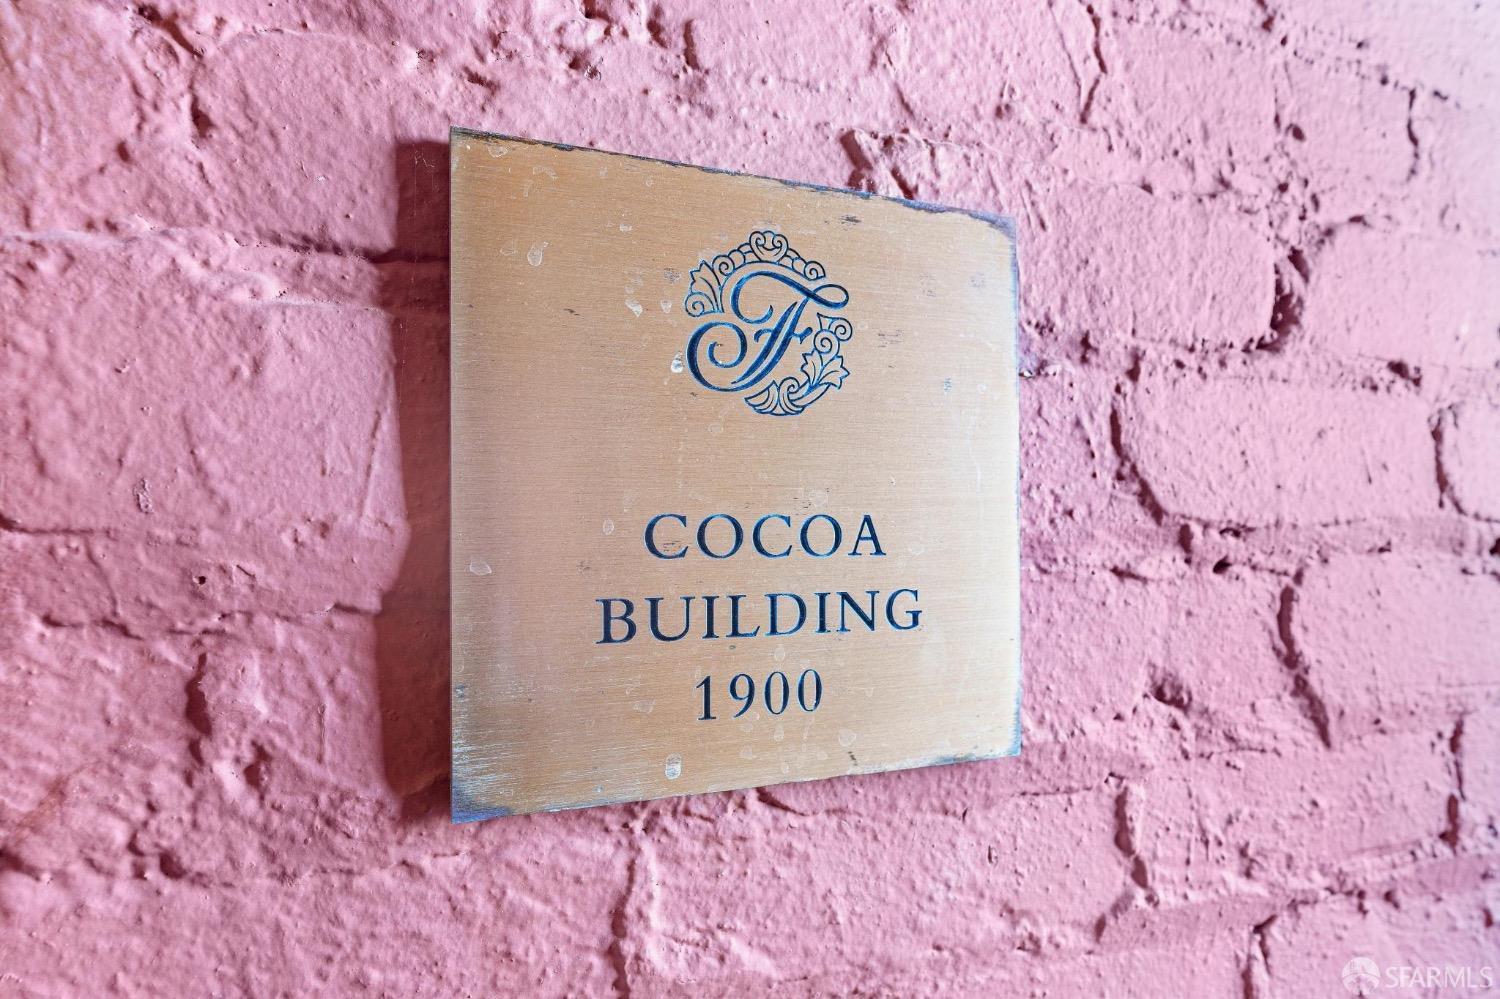 F
COCOA
BUILDING
1900
SFARMLS